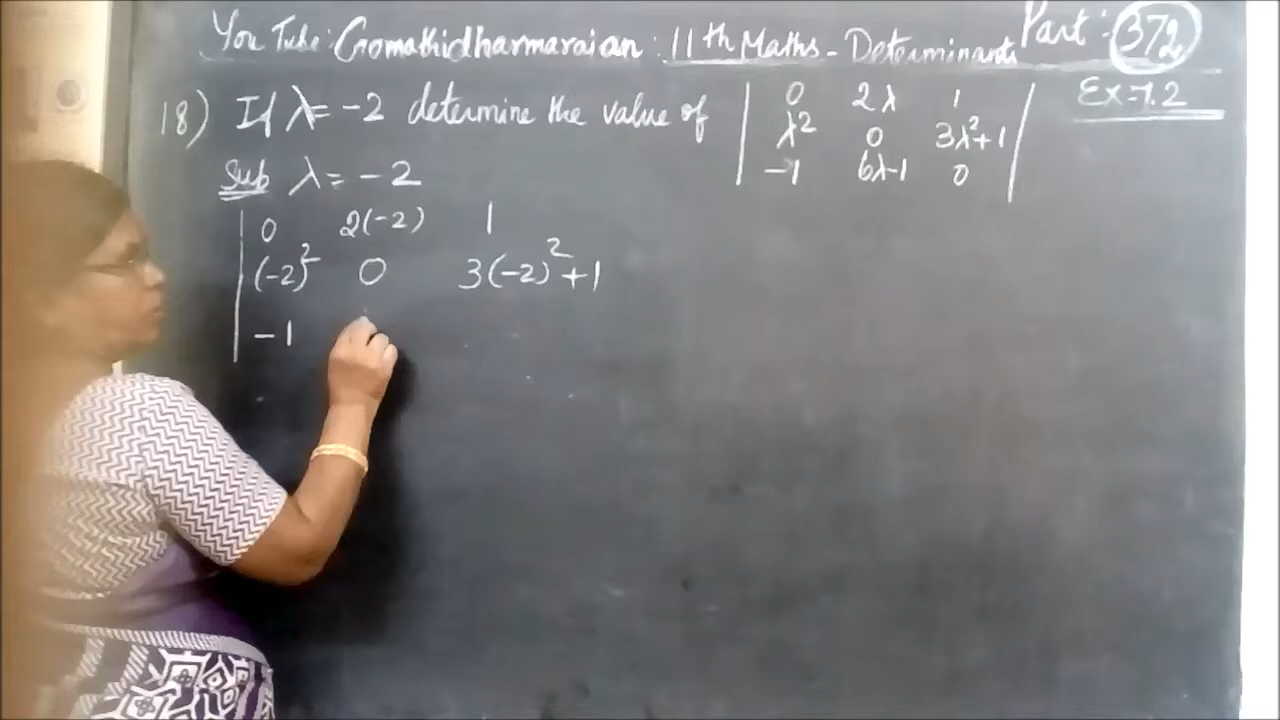 You Tube: Gomathidharmaraian: 11th Maths - Determinants Part: 372
Ex-7.2
18) If λ = -2 determine the value of | 0 2λ 1 |
| λ² 0 3λ²+1 |
| -1 6λ-1 0 |
Sub λ = -2
| 0 2(-2) 1
| (-2)² 0 3(-2)²+1
| -1